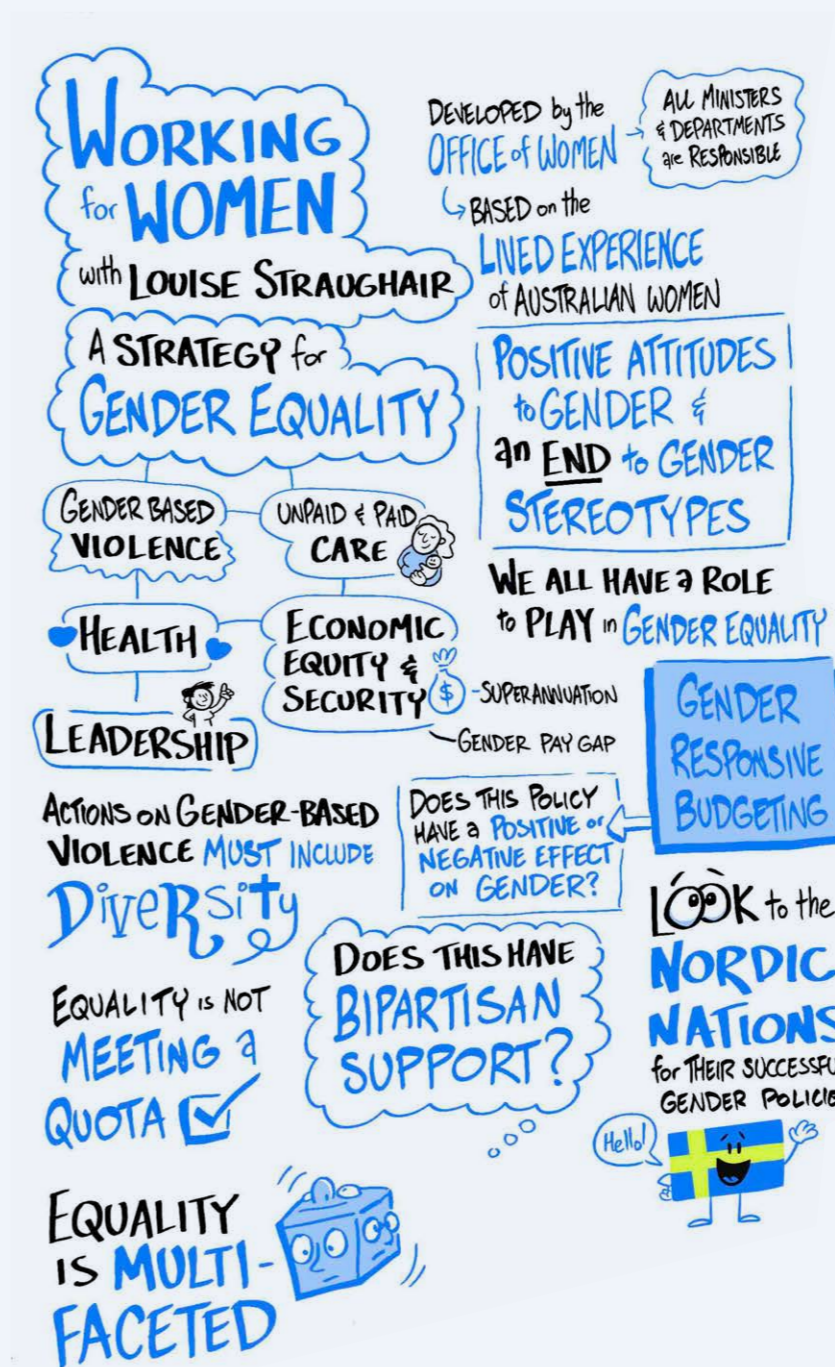 WORKING
for WOMEN
with LOUISE STRAUGHAIR
A STRATEGY for
GENDER EQUALITY
GENDER BASED
VIOLENCE
UNPAID & PAID
CARE
HEALTH
ECONOMIC
EQUITY &
SECURITY
$
-SUPERANNUATION
GENDER PAY GAP
LEADERSHIP
ACTIONS ON GENDER-BASED
VIOLENCE MUST INCLUDE
DiveRSity
EQUALITY IS NOT
MEETING a
QUOTA
EQUALITY
IS MULTI-
FACETED
DEVELOPED by the
OFFICE of WOMEN
ALL MINISTERS
& DEPARTMENTS
are RESPONSIBLE
BASED on the
LIVED EXPERIENCE
of AUSTRALIAN WOMEN
POSITIVE ATTITUDES
to GENDER &
an END to GENDER
STEREOTYPES
WE ALL HAVE a ROLE
to PLAY in GENDER EQUALITY
GENDER
RESPONSIVE
BUDGETING
DOES THIS POLICY
HAVE a POSITIVE or
NEGATIVE EFFECT
ON GENDER?
DOES THIS HAVE
BIPARTISAN
SUPPORT?
LOOK to the
NORDIC
NATIONS
for THEIR SUCCESSFU
GENDER POLICIE
Hello!